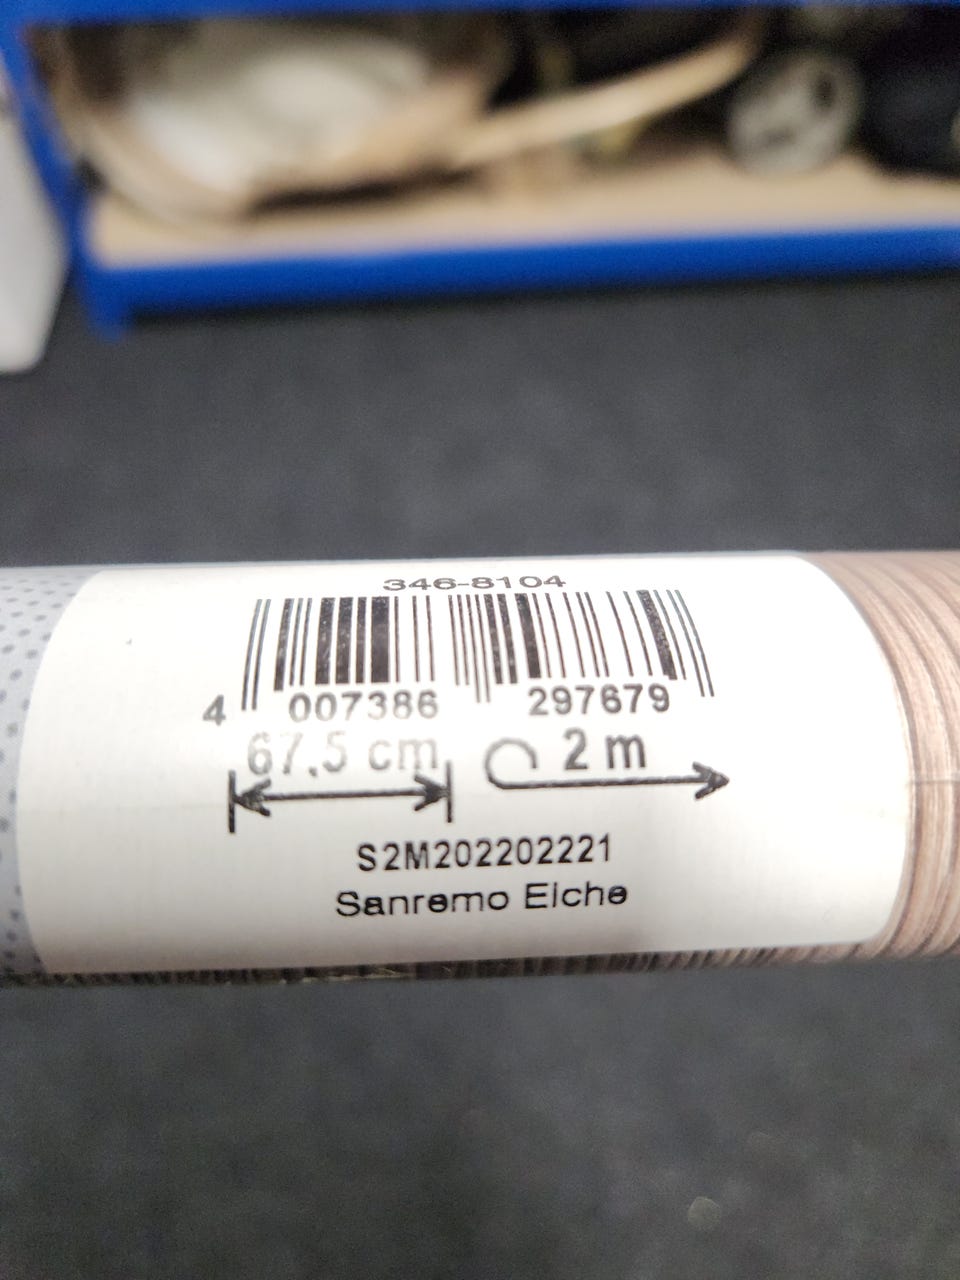 346-8104
4 007386 297679
67,5 cm 2 m
S2M202202221
Sanremo Eiche